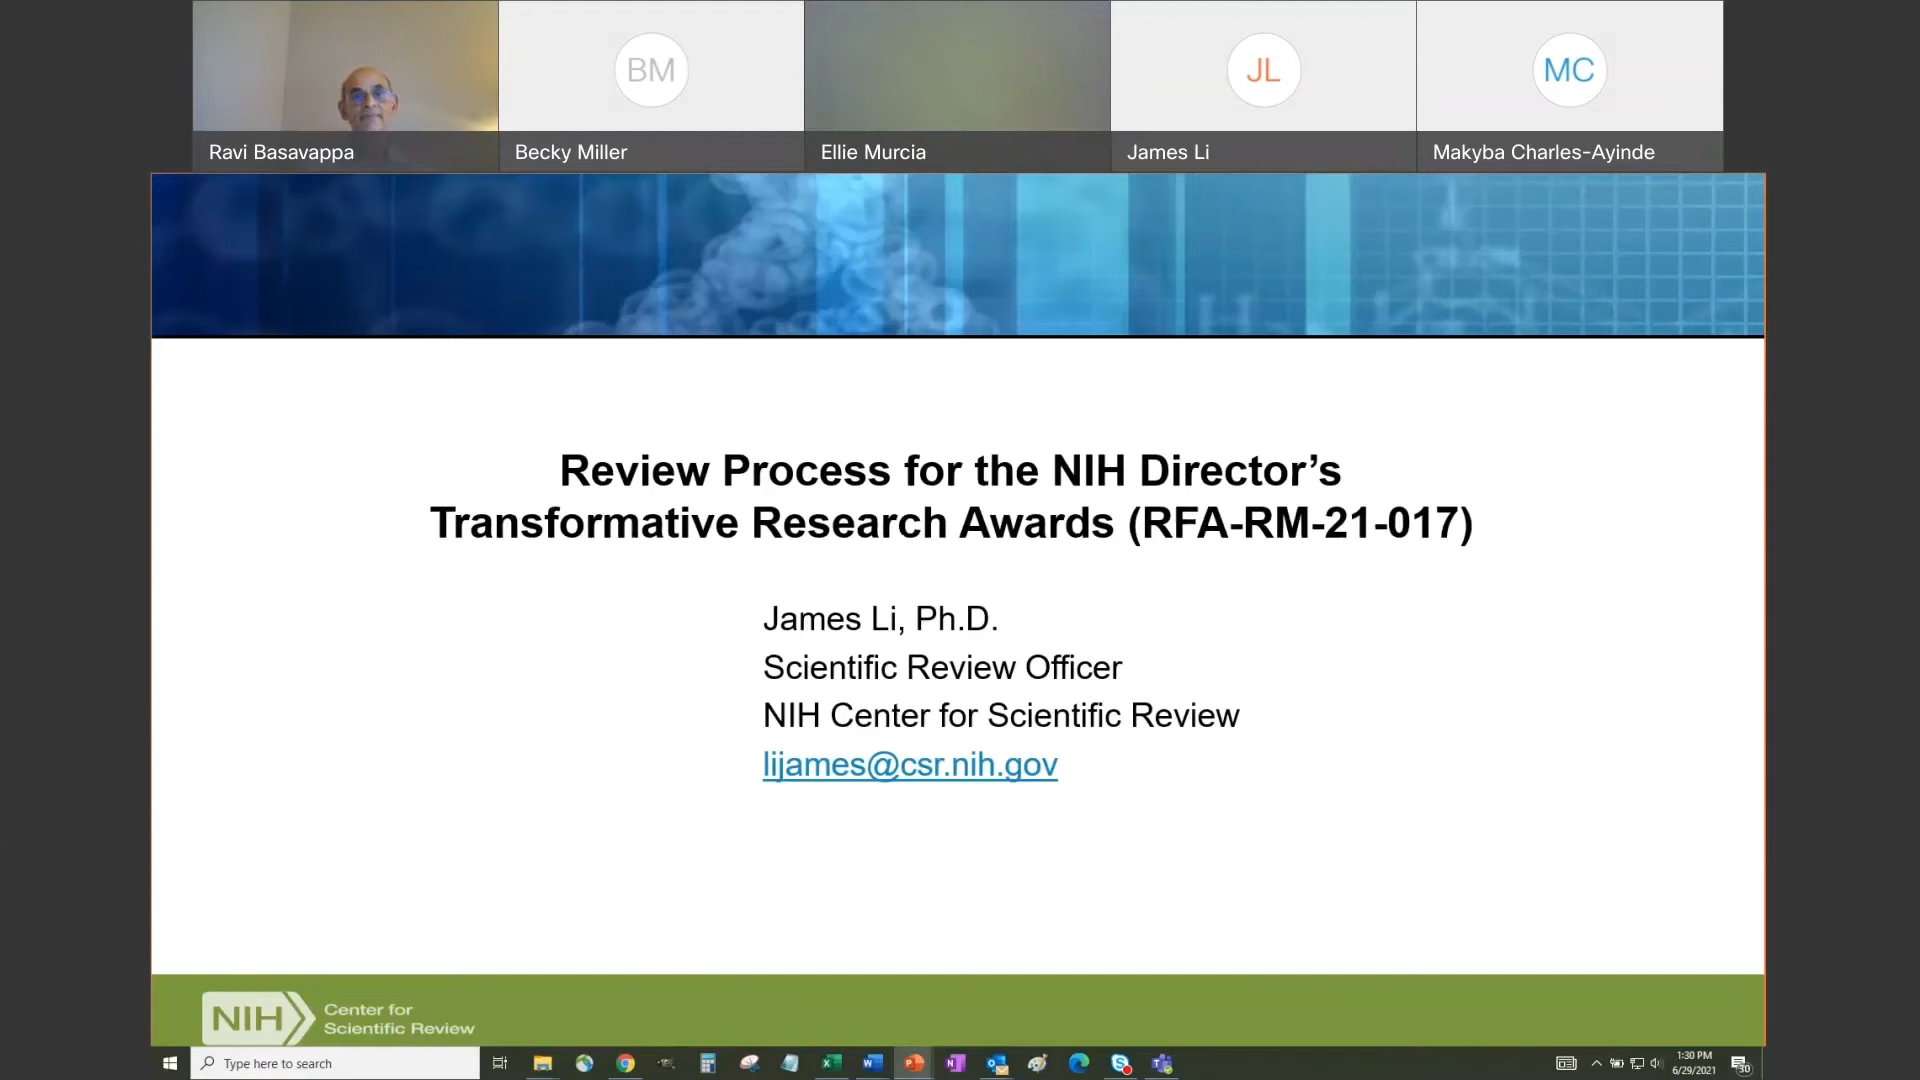 BM
JL
MC
Ravi Basavappa
Becky Miller
Ellie Murcia
James Li
Makyba Charles-Ayinde
Review Process for the NIH Director’s
Transformative Research Awards (RFA-RM-21-017)
James Li, Ph.D.
Scientific Review Officer
NIH Center for Scientific Review
lijames@csr.nih.gov
NIH
Center for
Scientific Review
Type here to search
1:30 PM
6/29/2021
30